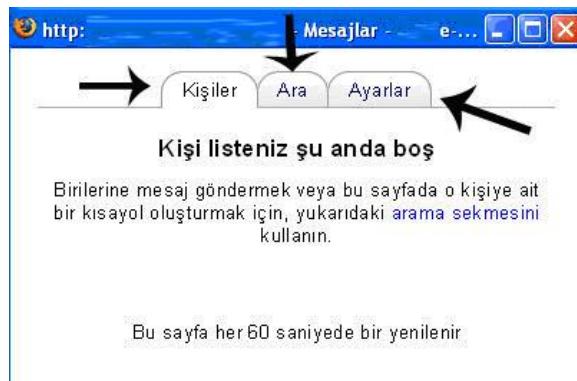 http: - Mesajlar - e-...
Kişiler Ara Ayarlar
Kişi listeniz şu anda boş
Birilerine mesaj göndermek veya bu sayfada o kişiye ait
bir kısayol oluşturmak için, yukarıdaki arama sekmesini
kullanın.
Bu sayfa her 60 saniyede bir yenilenir